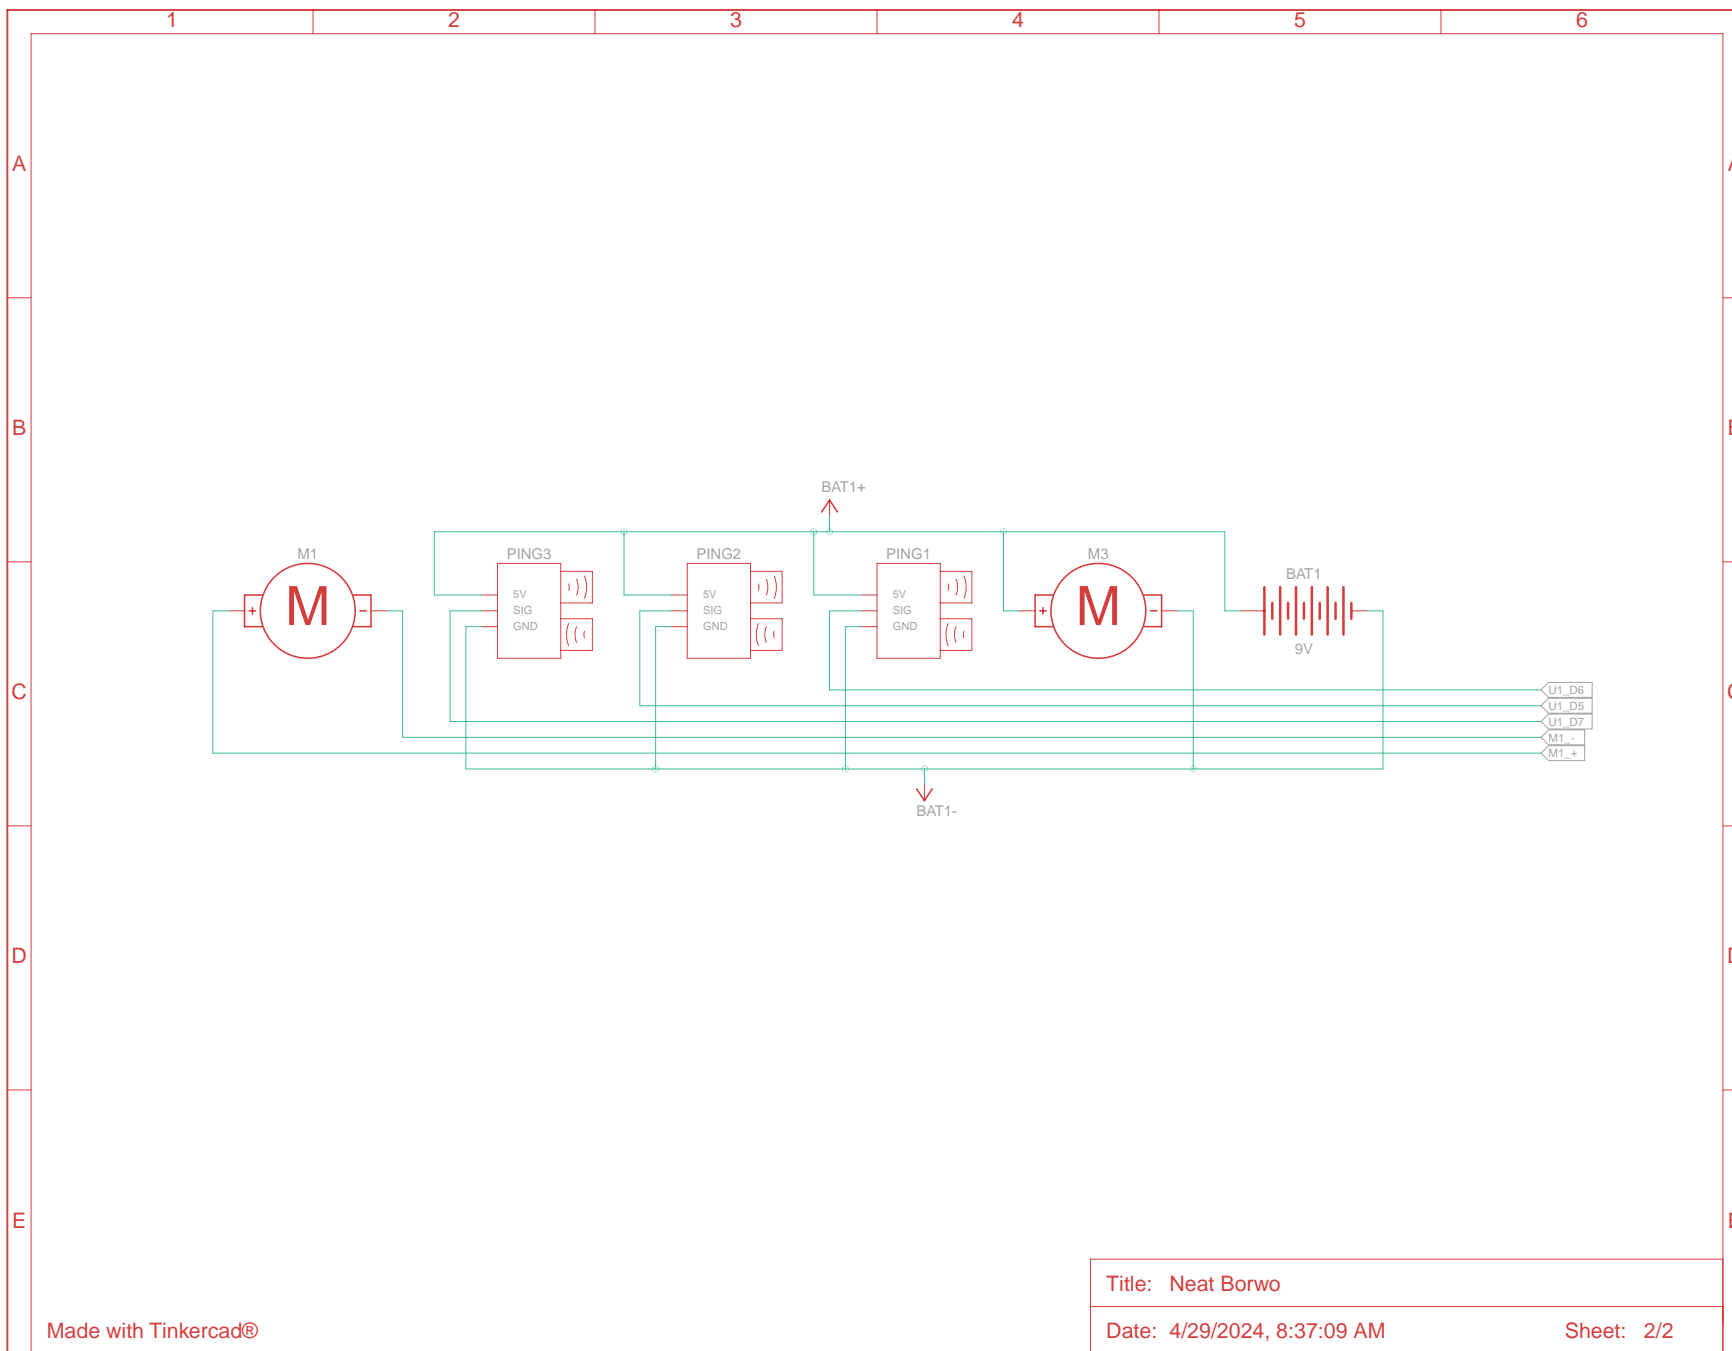 1 2 3 4 5 6
A
B
BAT1+
M1 PING3 PING2 PING1 M3
BAT1
M 5V 5V 5V M
+ - SIG SIG SIG + -
GND GND GND
9V
C
U1_D6
U1_D5
U1_D7
M1_-
M1_+
BAT1-
D
E
Title: Neat Borwo
Made with Tinkercad®
Date: 4/29/2024, 8:37:09 AM Sheet: 2/2